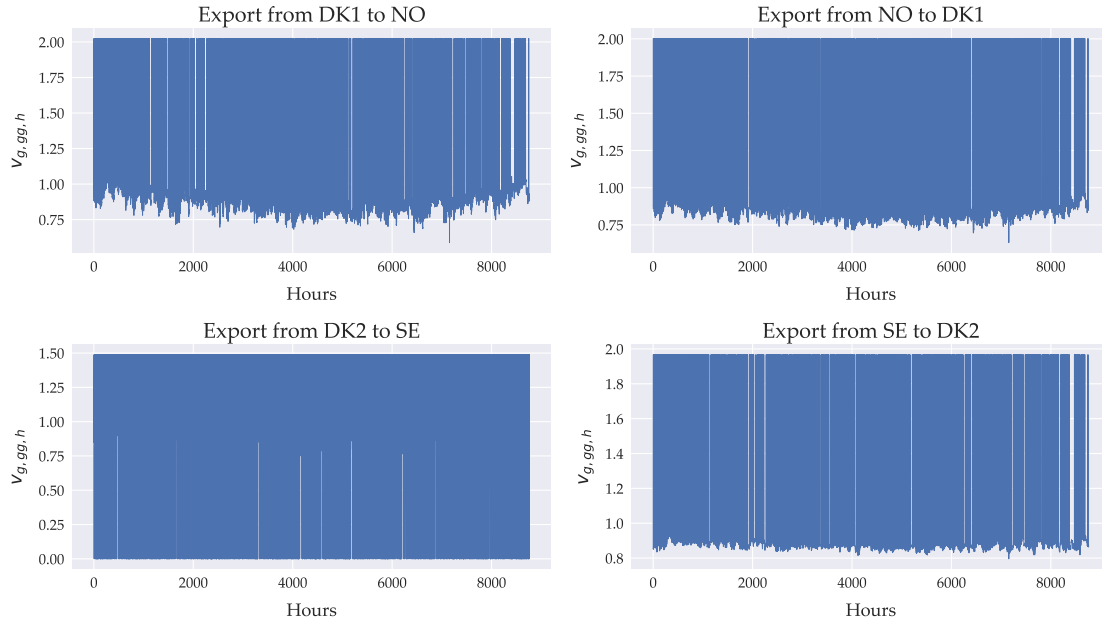 Export from DK1 to NO
2.00
1.75
1.50
1.25
1.00
0.75
v_{g,gg,h}
0 2000 4000 6000 8000
Hours
Export from NO to DK1
2.00
1.75
1.50
1.25
1.00
0.75
v_{g,gg,h}
0 2000 4000 6000 8000
Hours
Export from DK2 to SE
1.50
1.25
1.00
0.75
0.50
0.25
0.00
v_{g,gg,h}
0 2000 4000 6000 8000
Hours
Export from SE to DK2
2.0
1.8
1.6
1.4
1.2
1.0
0.8
v_{g,gg,h}
0 2000 4000 6000 8000
Hours